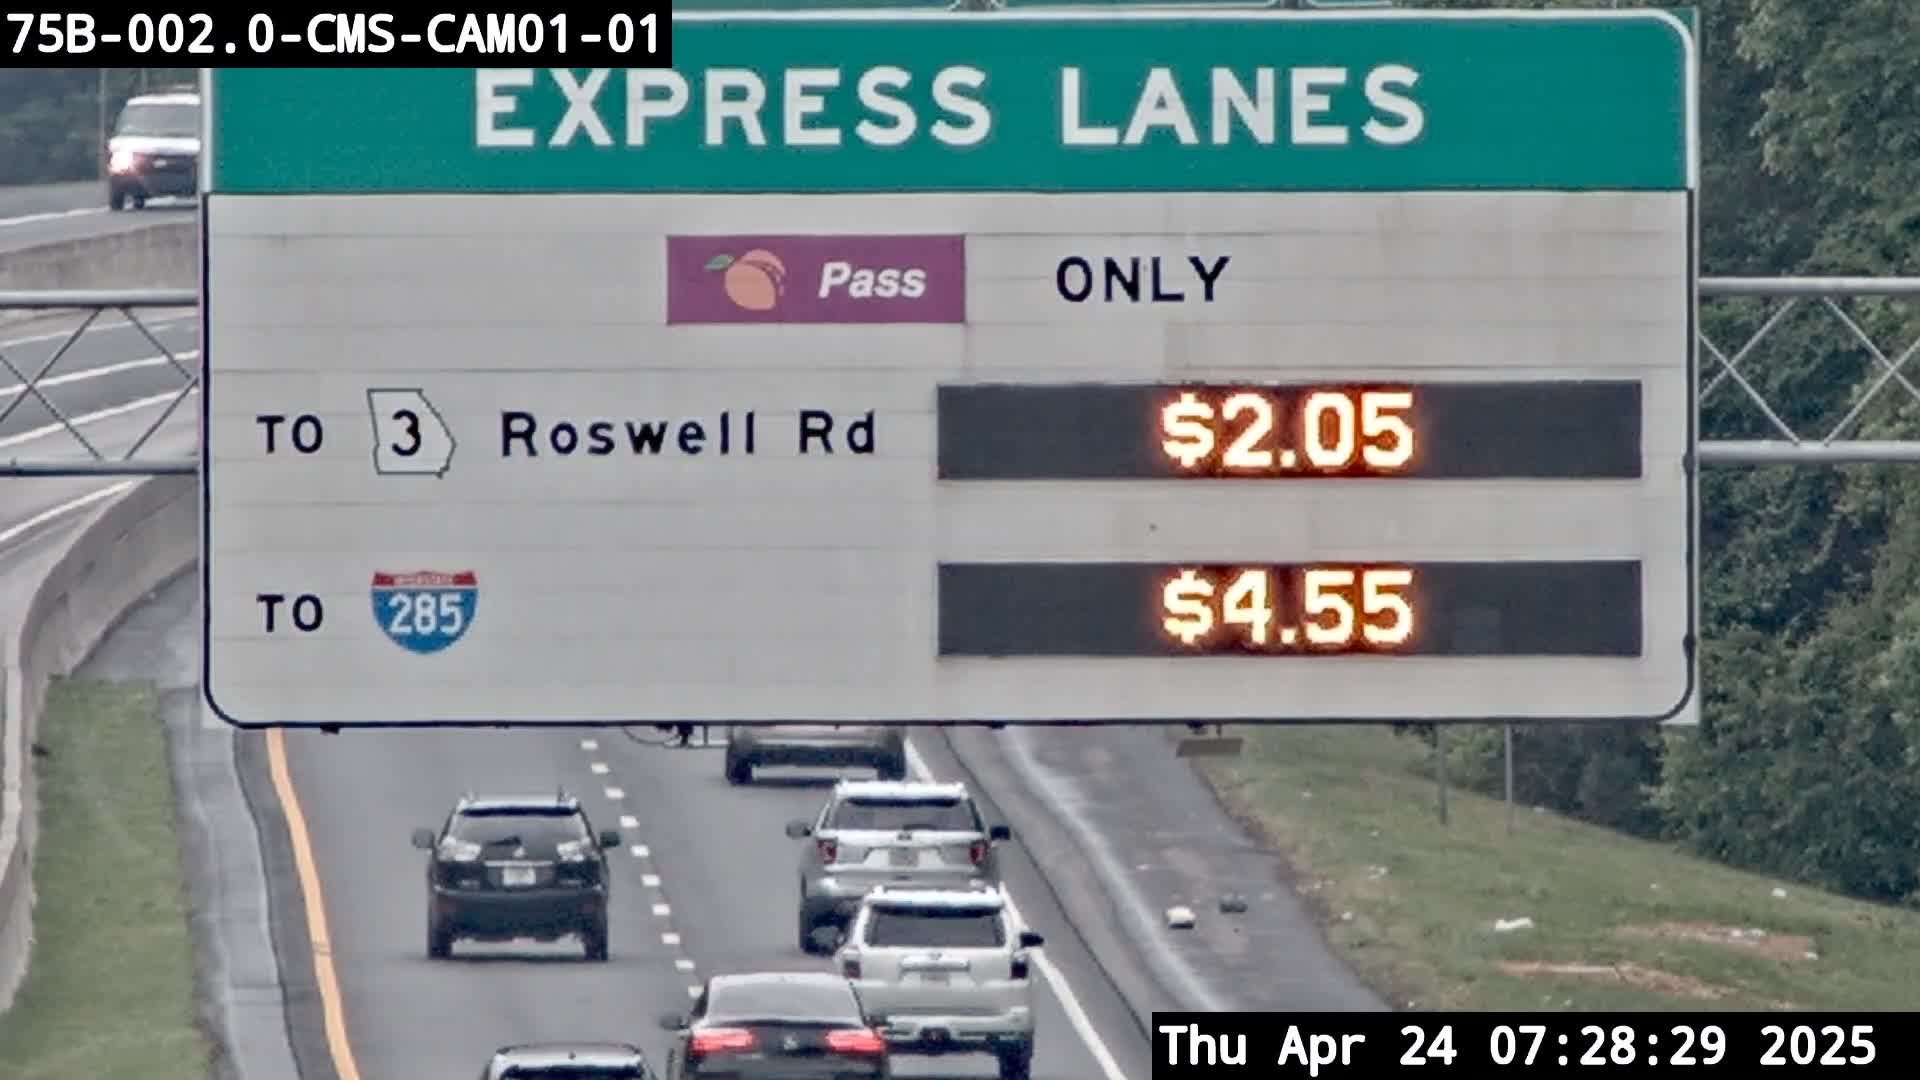 75B-002.0-CMS-CAM01-01
EXPRESS LANES
Pass ONLY
TO 3 Roswell Rd $2.05
TO INTERSTATE 285 $4.55
Thu Apr 24 07:28:29 2025